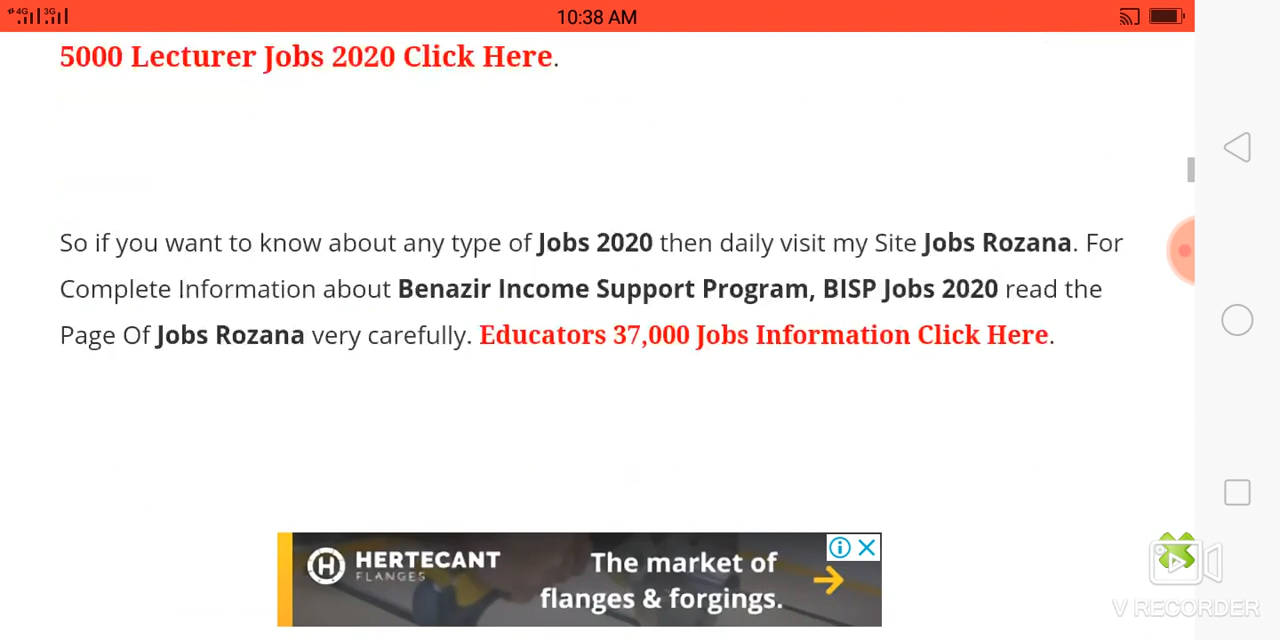 4G 3G 10:38 AM
5000 Lecturer Jobs 2020 Click Here.
So if you want to know about any type of Jobs 2020 then daily visit my Site Jobs Rozana. For
Complete Information about Benazir Income Support Program, BISP Jobs 2020 read the
Page Of Jobs Rozana very carefully. Educators 37,000 Jobs Information Click Here.
H HERTECANT
FLANGES
The market of
flanges & forgings.
V RECORDER